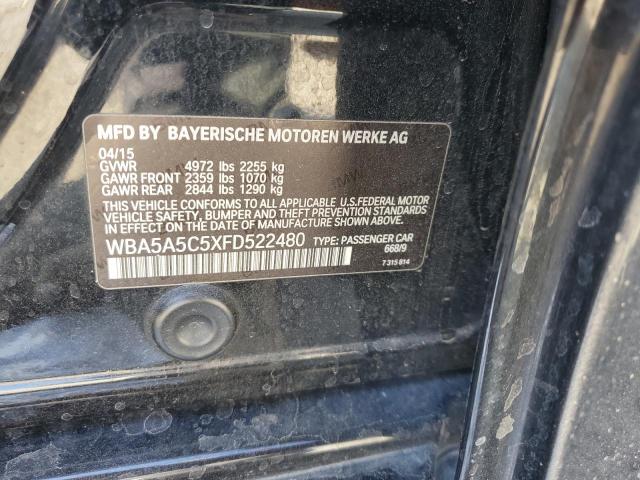 MFD BY BAYERISCHE MOTOREN WERKE AG
04/15
GVWR 4972 lbs 2255 kg
GAWR FRONT 2359 lbs 1070 kg
GAWR REAR 2844 lbs 1290 kg
THIS VEHICLE CONFORMS TO ALL APPLICABLE U.S.FEDERAL MOTOR
VEHICLE SAFETY, BUMPER AND THEFT PREVENTION STANDARDS
IN EFFECT ON THE DATE OF MANUFACTURE SHOWN ABOVE.
WBA5A5C5XFD522480 TYPE: PASSENGER CAR
668/9
7 315 814